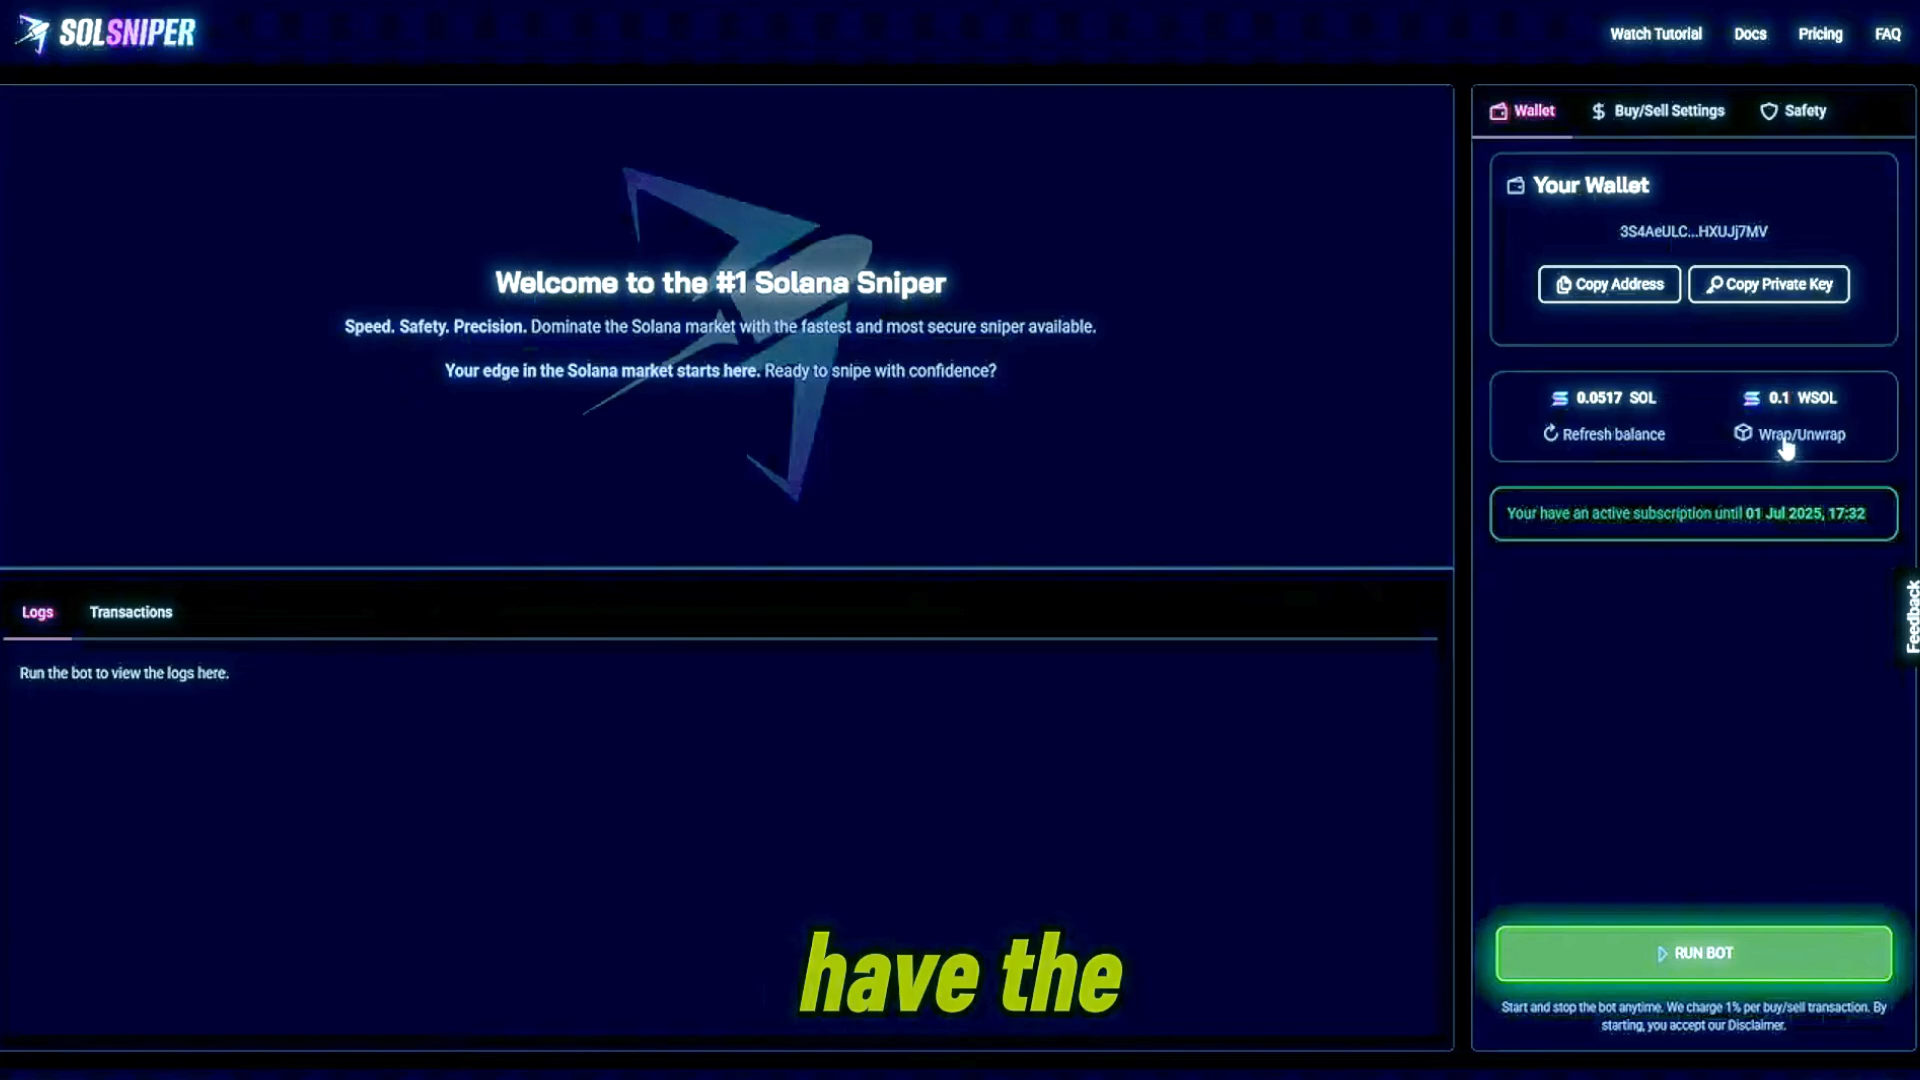 SOLSNIPER
Watch Tutorial
Docs
Pricing
FAQ
Welcome to the #1 Solana Sniper
Speed. Safety. Precision. Dominate the Solana market with the fastest and most secure sniper available.
Your edge in the Solana market starts here. Ready to snipe with confidence?
Logs
Transactions
Run the bot to view the logs here.
Wallet
Buy/Sell Settings
Safety
Your Wallet
3S4AeULC...HXUJj7MV
Copy Address
Copy Private Key
0.0517 SOL
0.1 WSOL
Refresh balance
Wrap/Unwrap
Your have an active subscription until 01 Jul 2025, 17:32
Feedback
RUN BOT
Start and stop the bot anytime. We charge 1% per buy/sell transaction. By
starting, you accept our Disclaimer.
have the